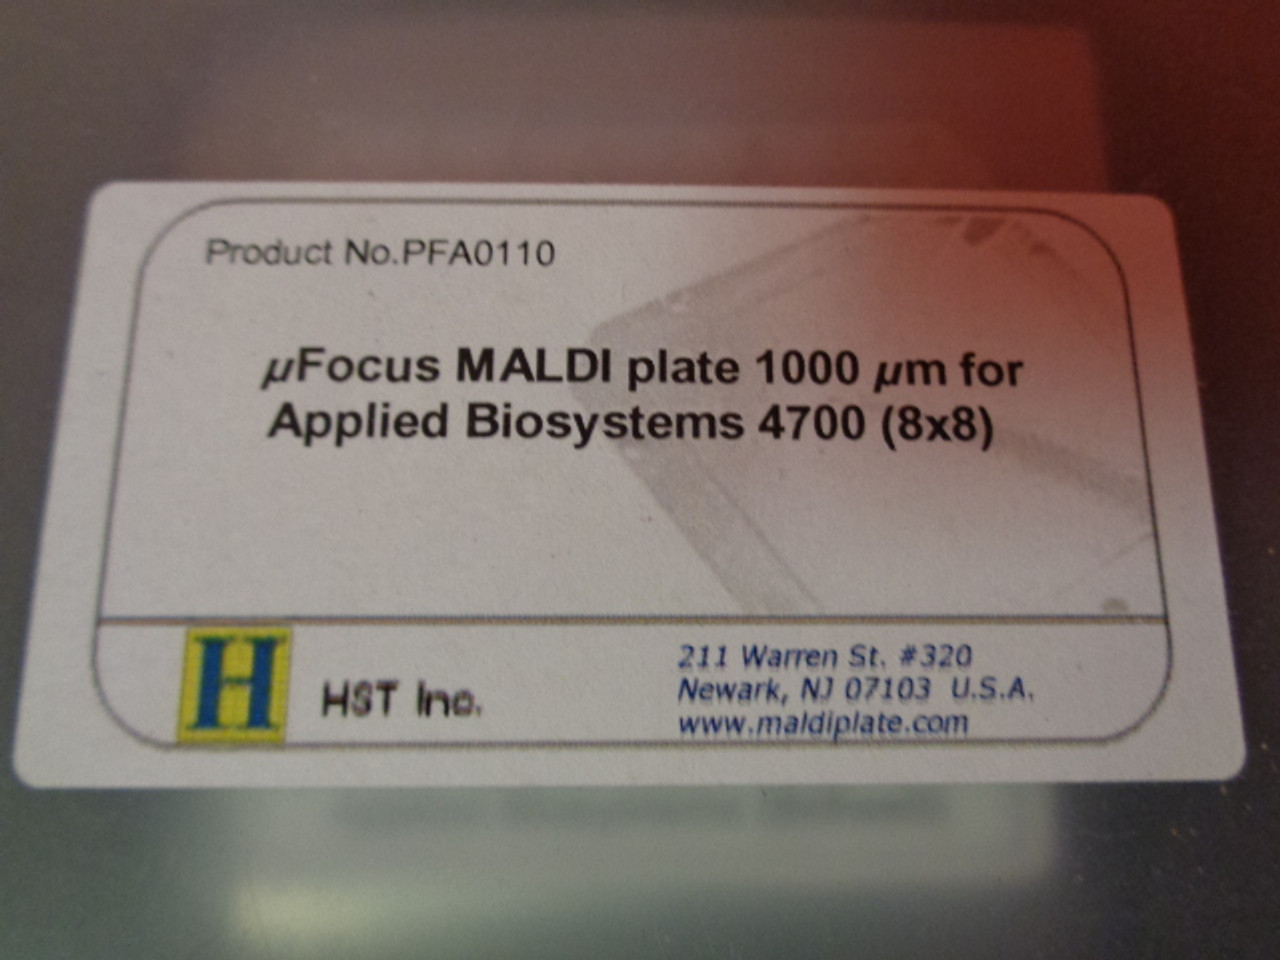 Product No.PFA0110
µFocus MALDI plate 1000 µm for
Applied Biosystems 4700 (8x8)
H
HST Inc.
211 Warren St. #320
Newark, NJ 07103 U.S.A.
www.maldiplate.com